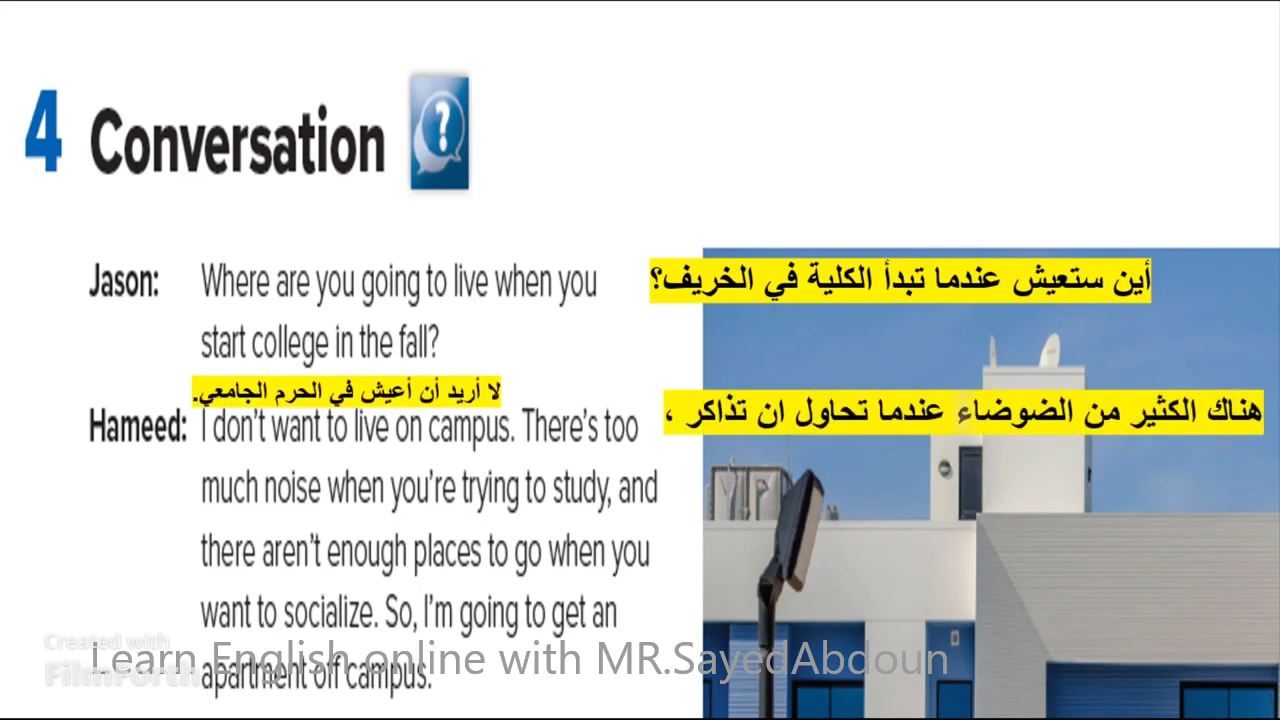 4 Conversation
Jason: Where are you going to live when you
أين ستعيش عندما تبدأ الكلية في الخريف؟
start college in the fall?
لا أريد أن أعيش في الحرم الجامعي.
هناك الكثير من الضوضاء عندما تحاول ان تذاكر ،
Hameed: I don't want to live on campus. There's too
much noise when you're trying to study, and
there aren't enough places to go when you
want to socialize. So, I'm going to get an
apartment off campus.
Created with
FilmForth
Learn English online with MR.SayedAbdoun